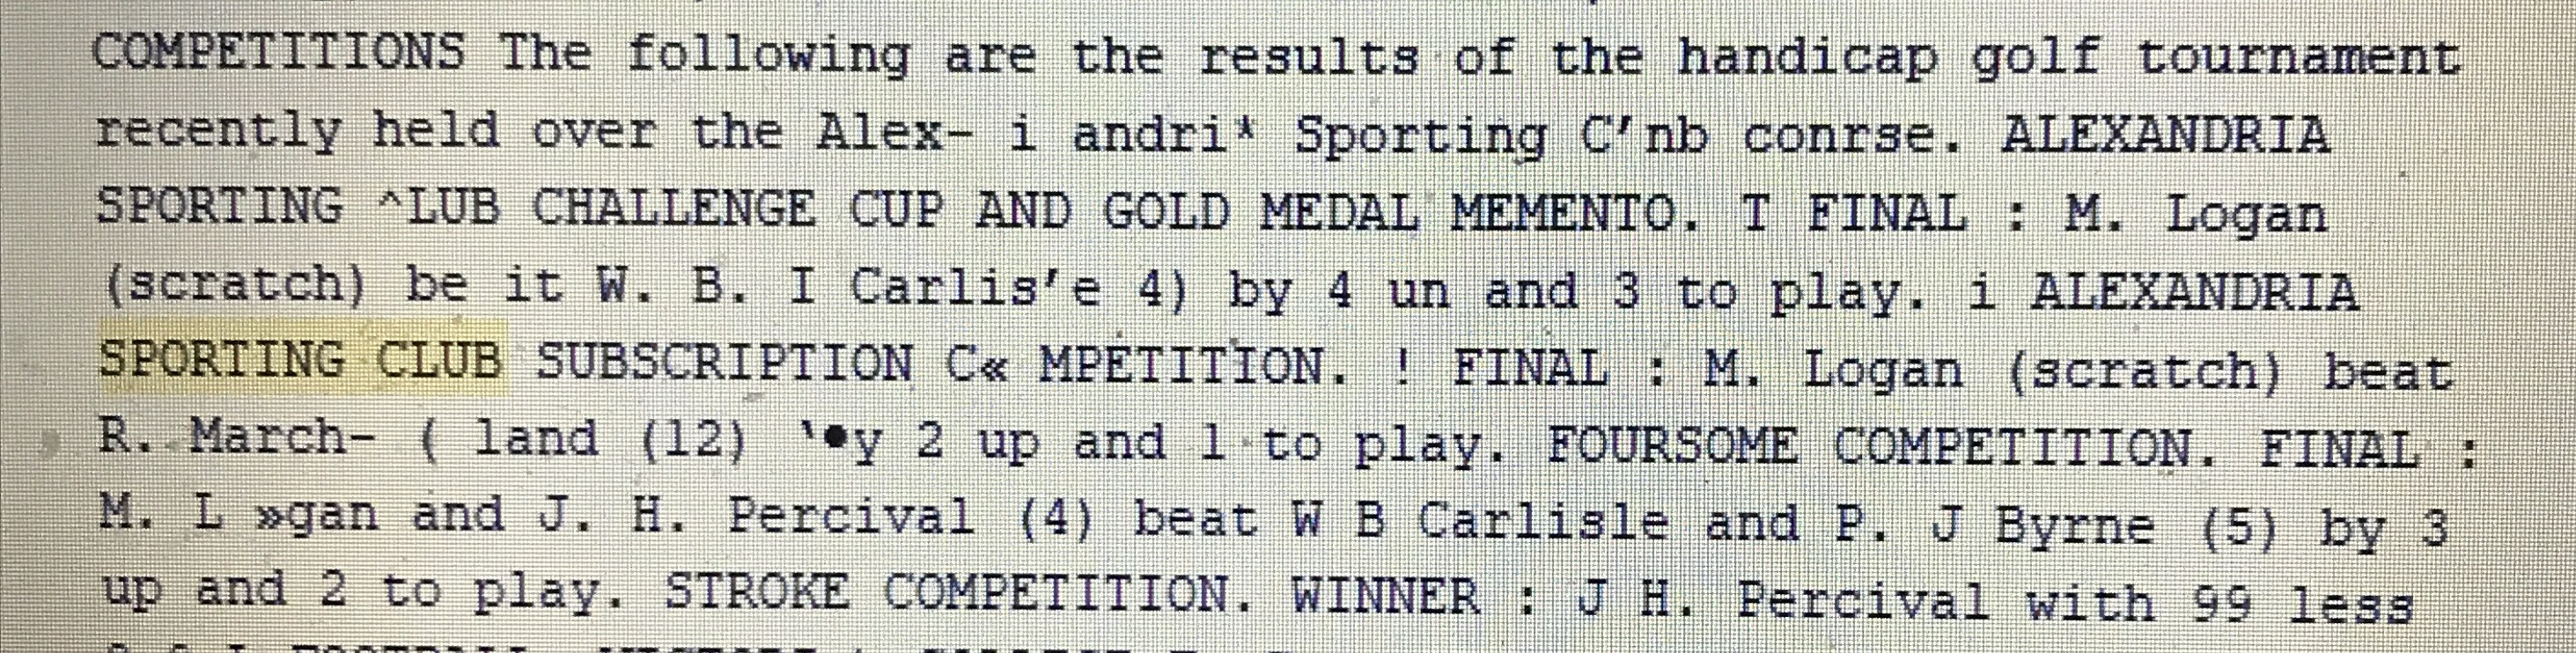 COMPETITIONS The following are the results of the handicap golf tournament
recently held over the Alex- i andri* Sporting C'nb conrse. ALEXANDRIA
SPORTING ^LUB CHALLENGE CUP AND GOLD MEDAL MEMENTO. T FINAL : M. Logan
(scratch) be it W. B. I Carlis'e 4) by 4 un and 3 to play. i ALEXANDRIA
SPORTING CLUB SUBSCRIPTION C« MPETITION. ! FINAL : M. Logan (scratch) beat
R. March- ( land (12) '•y 2 up and 1 to play. FOURSOME COMPETITION. FINAL :
M. L »gan and J. H. Percival (4) beat W B Carlisle and P. J Byrne (5) by 3
up and 2 to play. STROKE COMPETITION. WINNER : J H. Percival with 99 less